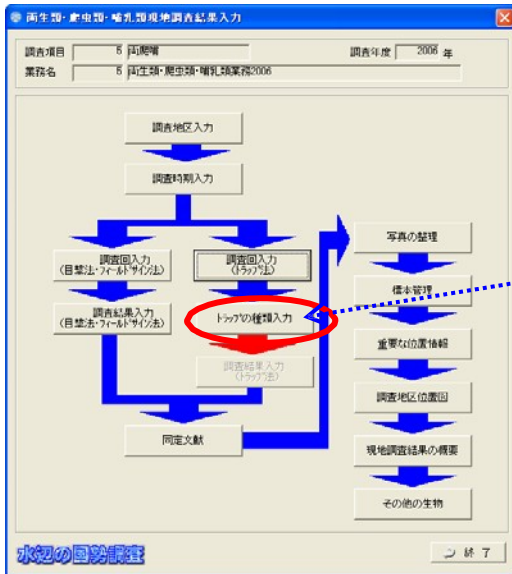 両生類・爬虫類・哺乳類現地調査結果入力
調査項目 6 両爬哺 調査年度 2006 年
業務名 6 両生類・爬虫類・哺乳類業務2006
調査地区入力
調査時期入力
調査回入力
(目撃法・フィールドサイン法)
調査回入力
(トラップ法)
調査結果入力
(目撃法・フィールドサイン法)
トラップの種類入力
調査結果入力
(トラップ法)
同定文献
写真の整理
標本管理
重要な位置情報
調査地区位置図
現地調査結果の概要
その他の生物
水辺の国勢調査
終 了